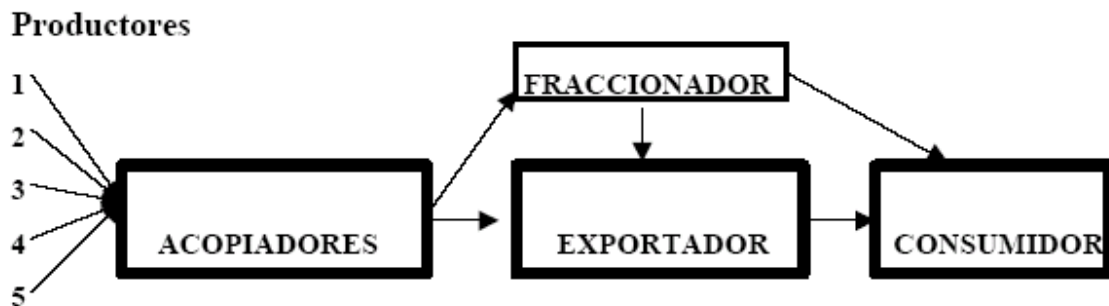 Productores
1
2
3
4
5
FRACCIONADOR
ACOPIADORES
EXPORTADOR
CONSUMIDOR